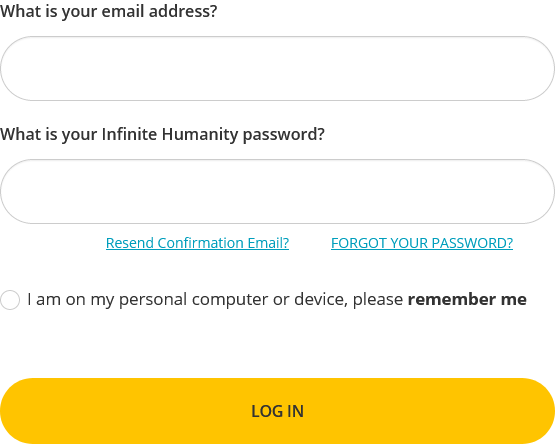 What is your email address?
What is your Infinite Humanity password?
Resend Confirmation Email? FORGOT YOUR PASSWORD?
I am on my personal computer or device, please remember me
LOG IN